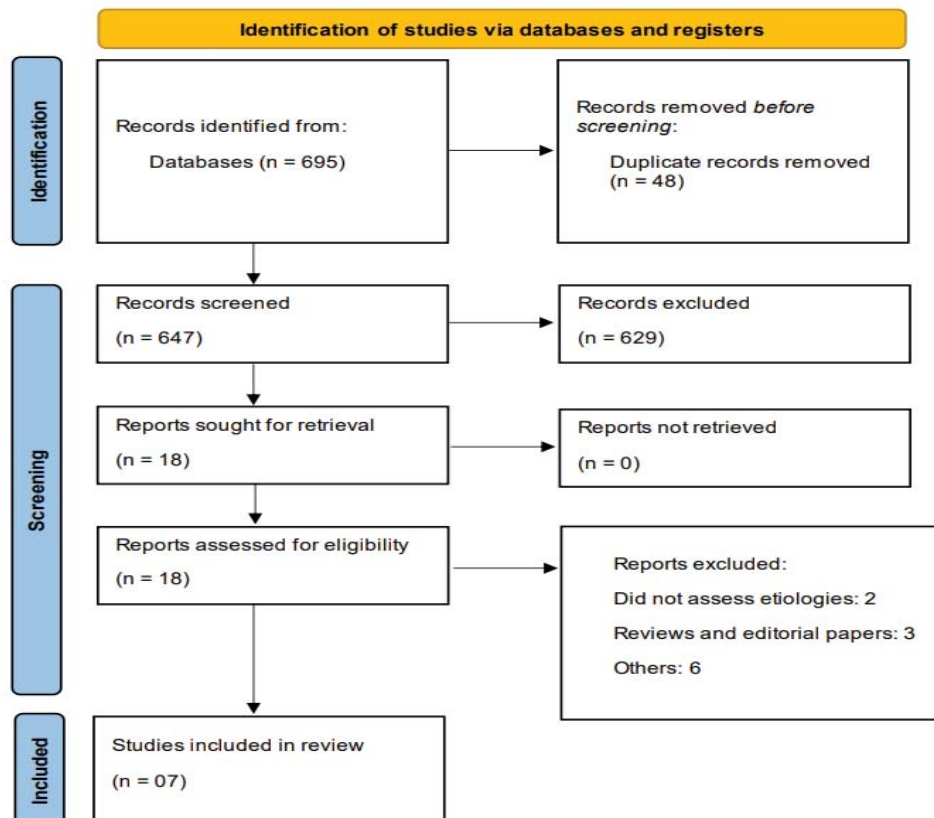 Identification of studies via databases and registers
Identification
Records identified from:
Databases (n = 695)
Records removed before
screening:
Duplicate records removed
(n = 48)
Screening
Records screened
(n = 647)
Records excluded
(n = 629)
Reports sought for retrieval
(n = 18)
Reports not retrieved
(n = 0)
Reports assessed for eligibility
(n = 18)
Reports excluded:
Did not assess etiologies: 2
Reviews and editorial papers: 3
Others: 6
Included
Studies included in review
(n = 07)